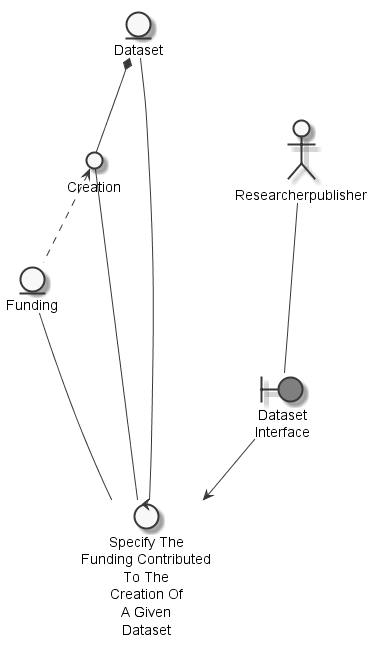 Dataset
Creation
Researcherpublisher
Funding
Dataset
Interface
Specify The
Funding Contributed
To The
Creation Of
A Given
Dataset